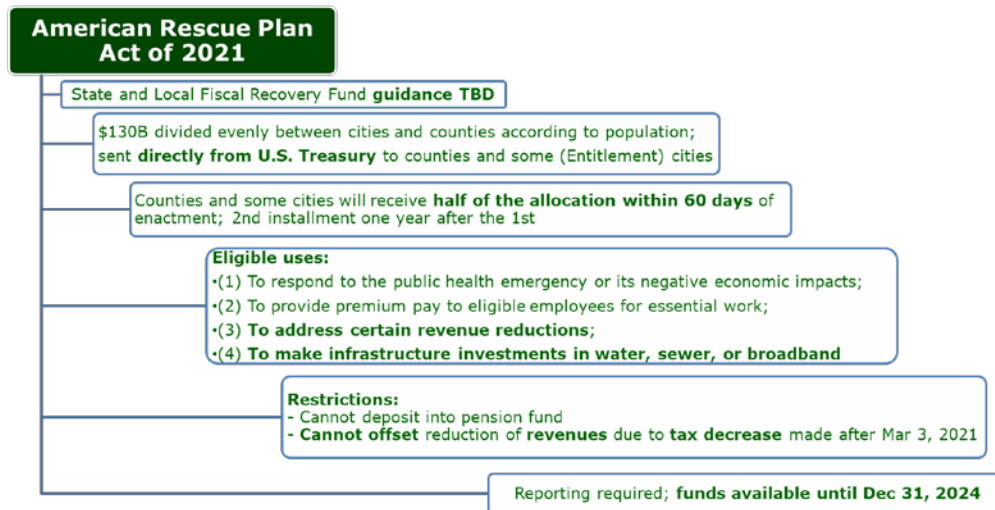 American Rescue Plan
Act of 2021
State and Local Fiscal Recovery Fund guidance TBD
$130B divided evenly between cities and counties according to population;
sent directly from U.S. Treasury to counties and some (Entitlement) cities
Counties and some cities will receive half of the allocation within 60 days of
enactment; 2nd installment one year after the 1st
Eligible uses:
•(1) To respond to the public health emergency or its negative economic impacts;
•(2) To provide premium pay to eligible employees for essential work;
•(3) To address certain revenue reductions;
•(4) To make infrastructure investments in water, sewer, or broadband
Restrictions:
- Cannot deposit into pension fund
- Cannot offset reduction of revenues due to tax decrease made after Mar 3, 2021
Reporting required; funds available until Dec 31, 2024